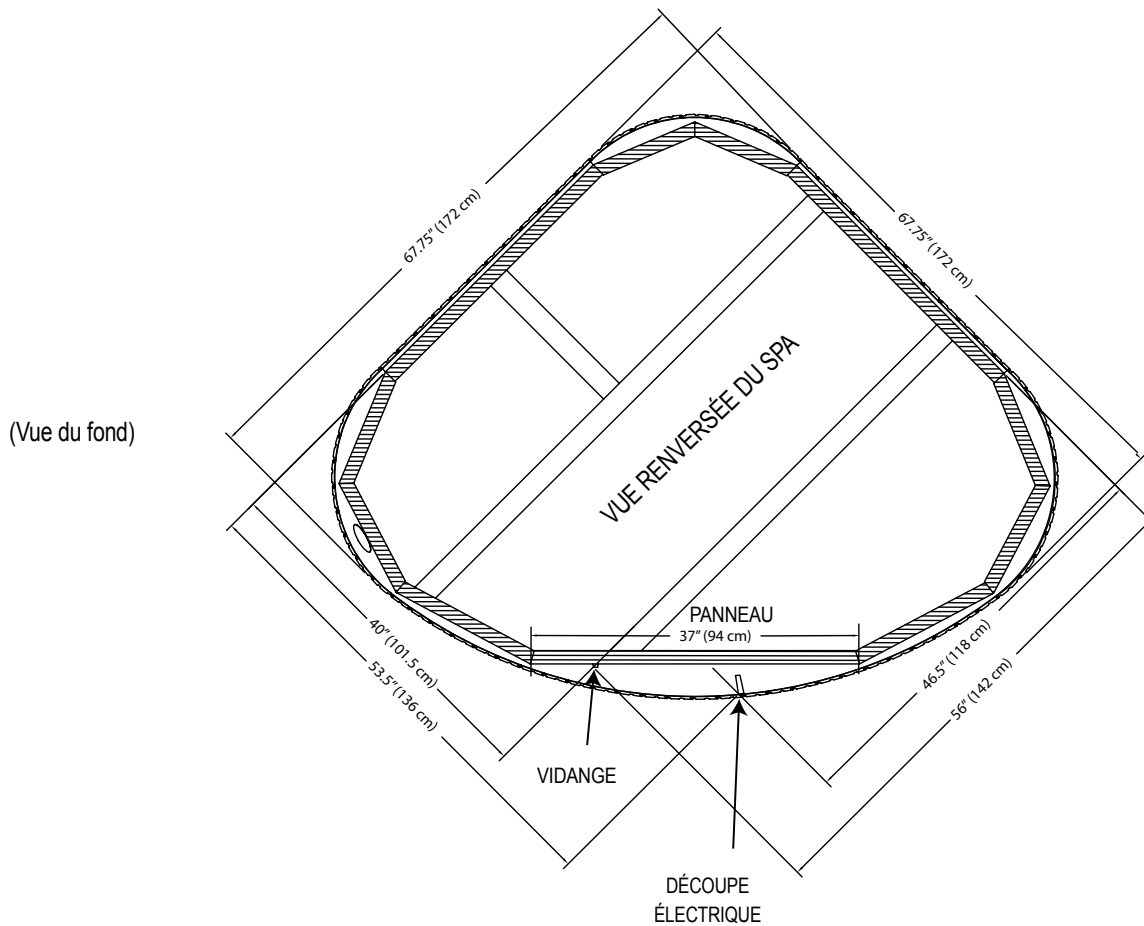 67.75" (172 cm)
67.75" (172 cm)
(Vue du fond)
VUE RENVERSÉE DU SPA
PANNEAU
37" (94 cm)
40" (101.5 cm)
53.5" (136 cm)
46.5" (118 cm)
56" (142 cm)
VIDANGE
DÉCOUPE
ÉLECTRIQUE